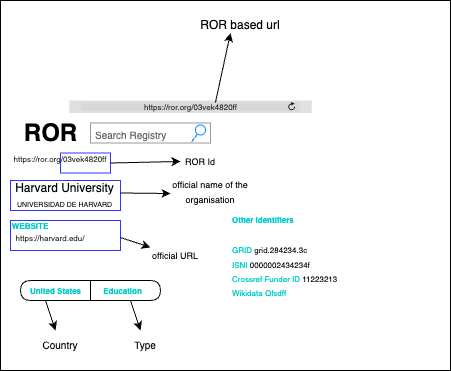 ROR based url
https://ror.org/03vek4820ff
ROR
Search Registry
https://ror.org/03vek4820ff
ROR Id
Harvard University
UNIVERSIDAD DE HARVARD
official name of the
organisation
WEBSITE
https://harvard.edu/
official URL
Other Identifiers
GRID grid.284234.3c
ISNI 0000002434234f
Crossref Funder ID 11223213
Wikidata Qfsdff
United States
Education
Country
Type